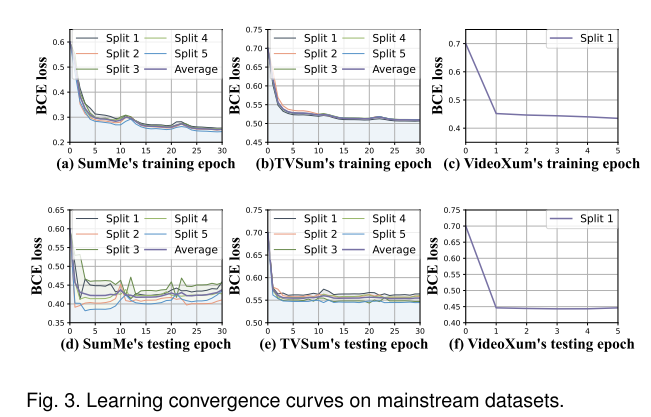 BCE loss
0.6
0.5
0.4
0.3
0.2
Split 1 Split 4
Split 2 Split 5
Split 3 Average
0 5 10 15 20 25 30
(a) SumMe's training epoch
BCE loss
0.75
0.70
0.65
0.60
0.55
0.50
0.45
Split 1 Split 4
Split 2 Split 5
Split 3 Average
0 5 10 15 20 25 30
(b)TVSum's training epoch
BCE loss
0.7
0.5
0.4
Split 1
0 1 2 3 4 5
(c) VideoXum's training epoch
BCE loss
0.65
0.60
0.55
0.50
0.45
0.40
0.35
Split 1 Split 4
Split 2 Split 5
Split 3 Average
0 5 10 15 20 25 30
(d) SumMe's testing epoch
BCE loss
0.75
0.70
0.65
0.60
0.55
0.50
Split 1 Split 4
Split 2 Split 5
Split 3 Average
0 5 10 15 20 25 30
(e) TVSum's testing epoch
BCE loss
0.75
0.70
0.65
0.60
0.55
0.50
0.45
0.40
Split 1
0 1 2 3 4 5
(f) VideoXum's testing epoch
Fig. 3. Learning convergence curves on mainstream datasets.